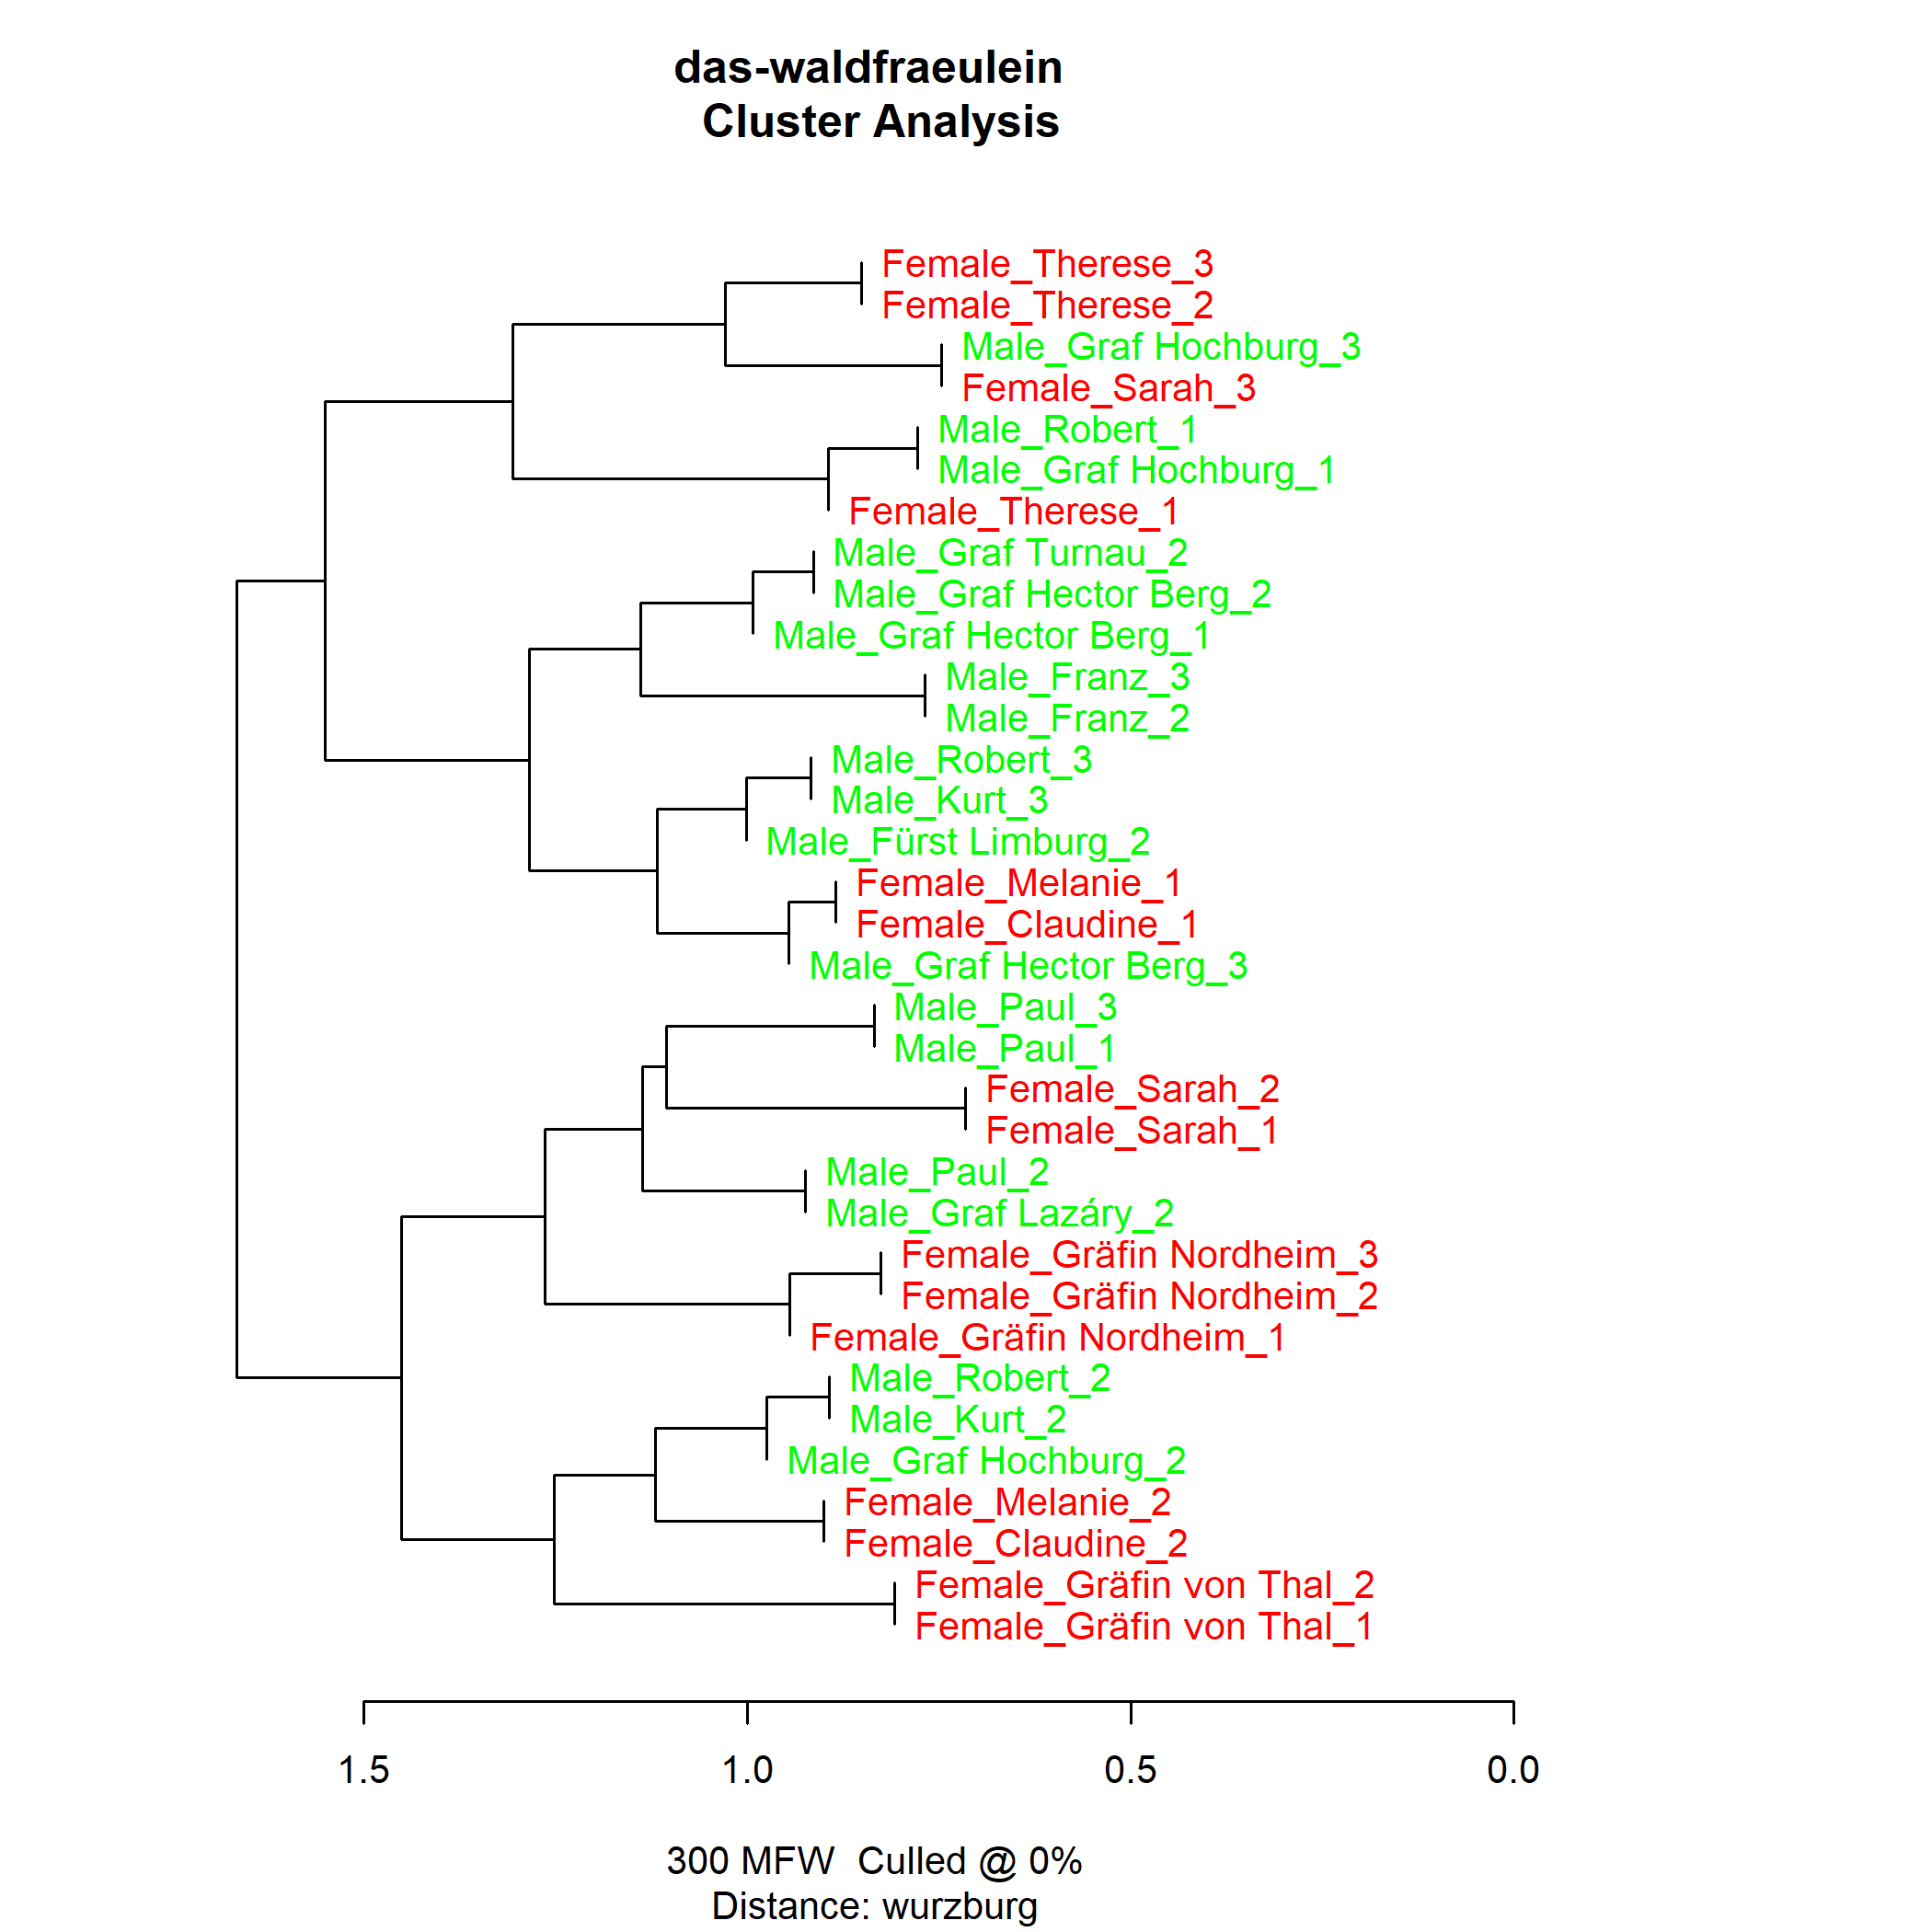 das-waldfraeulein
Cluster Analysis
Female_Therese_3
Female_Therese_2
Male_Graf Hochburg_3
Female_Sarah_3
Male_Robert_1
Male_Graf Hochburg_1
Female_Therese_1
Male_Graf Turnau_2
Male_Graf Hector Berg_2
Male_Graf Hector Berg_1
Male_Franz_3
Male_Franz_2
Male_Robert_3
Male_Kurt_3
Male_Fürst Limburg_2
Female_Melanie_1
Female_Claudine_1
Male_Graf Hector Berg_3
Male_Paul_3
Male_Paul_1
Female_Sarah_2
Female_Sarah_1
Male_Paul_2
Male_Graf Lazáry_2
Female_Gräfin Nordheim_3
Female_Gräfin Nordheim_2
Female_Gräfin Nordheim_1
Male_Robert_2
Male_Kurt_2
Male_Graf Hochburg_2
Female_Melanie_2
Female_Claudine_2
Female_Gräfin von Thal_2
Female_Gräfin von Thal_1
1.5 1.0 0.5 0.0
300 MFW Culled @ 0%
Distance: wurzburg